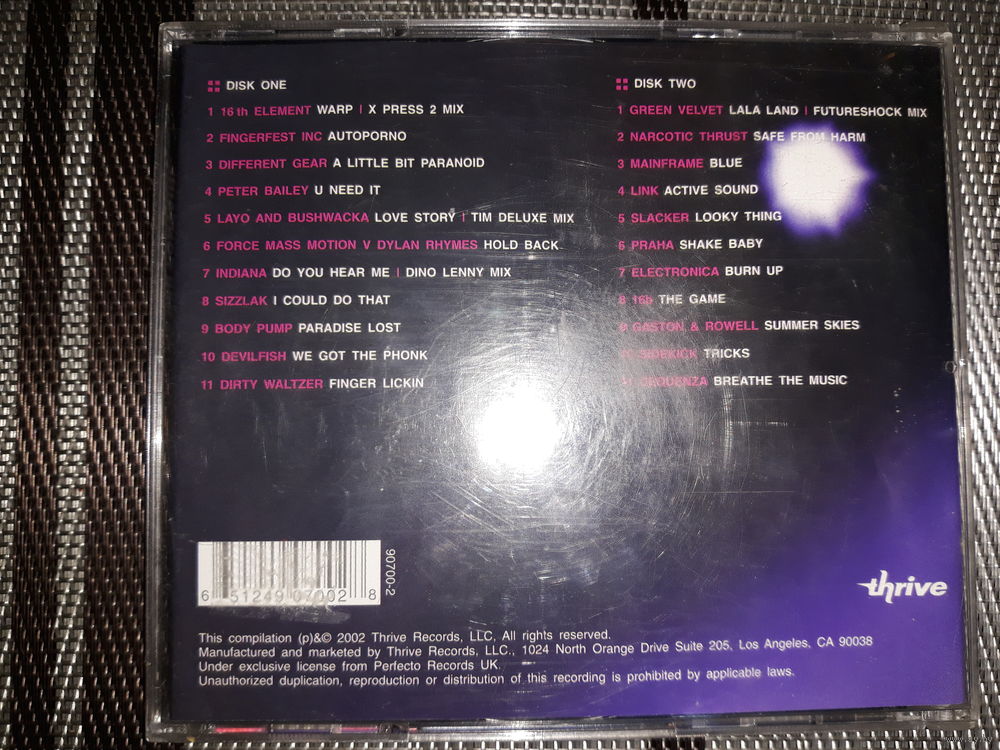 DISK ONE
1 16th ELEMENT WARP | X PRESS 2 MIX
2 FINGERFEST INC AUTOPORNO
3 DIFFERENT GEAR A LITTLE BIT PARANOID
4 PETER BAILEY U NEED IT
5 LAYO AND BUSHWACKA LOVE STORY | TIM DELUXE MIX
6 FORCE MASS MOTION V DYLAN RHYMES HOLD BACK
7 INDIANA DO YOU HEAR ME | DINO LENNY MIX
8 SIZZLAK I COULD DO THAT
9 BODY PUMP PARADISE LOST
10 DEVILFISH WE GOT THE PHONK
11 DIRTY WALTZER FINGER LICKIN
DISK TWO
1 GREEN VELVET LALA LAND | FUTURESHOCK MIX
2 NARCOTIC THRUST SAFE FROM HARM
3 MAINFRAME BLUE
4 LINK ACTIVE SOUND
5 SLACKER LOOKY THING
6 PRAHA SHAKE BABY
7 ELECTRONICA BURN UP
8 16b THE GAME
9 GASTON & ROWELL SUMMER SKIES
SIDEKICK TRICKS
BREATHE THE MUSIC
6 51249 07002 8
90700-2
thrive
This compilation (p)&© 2002 Thrive Records, LLC, All rights reserved.
Manufactured and marketed by Thrive Records, LLC., 1024 North Orange Drive Suite 205, Los Angeles, CA 90038
Under exclusive license from Perfecto Records UK.
Unauthorized duplication, reproduction or distribution of this recording is prohibited by applicable laws.